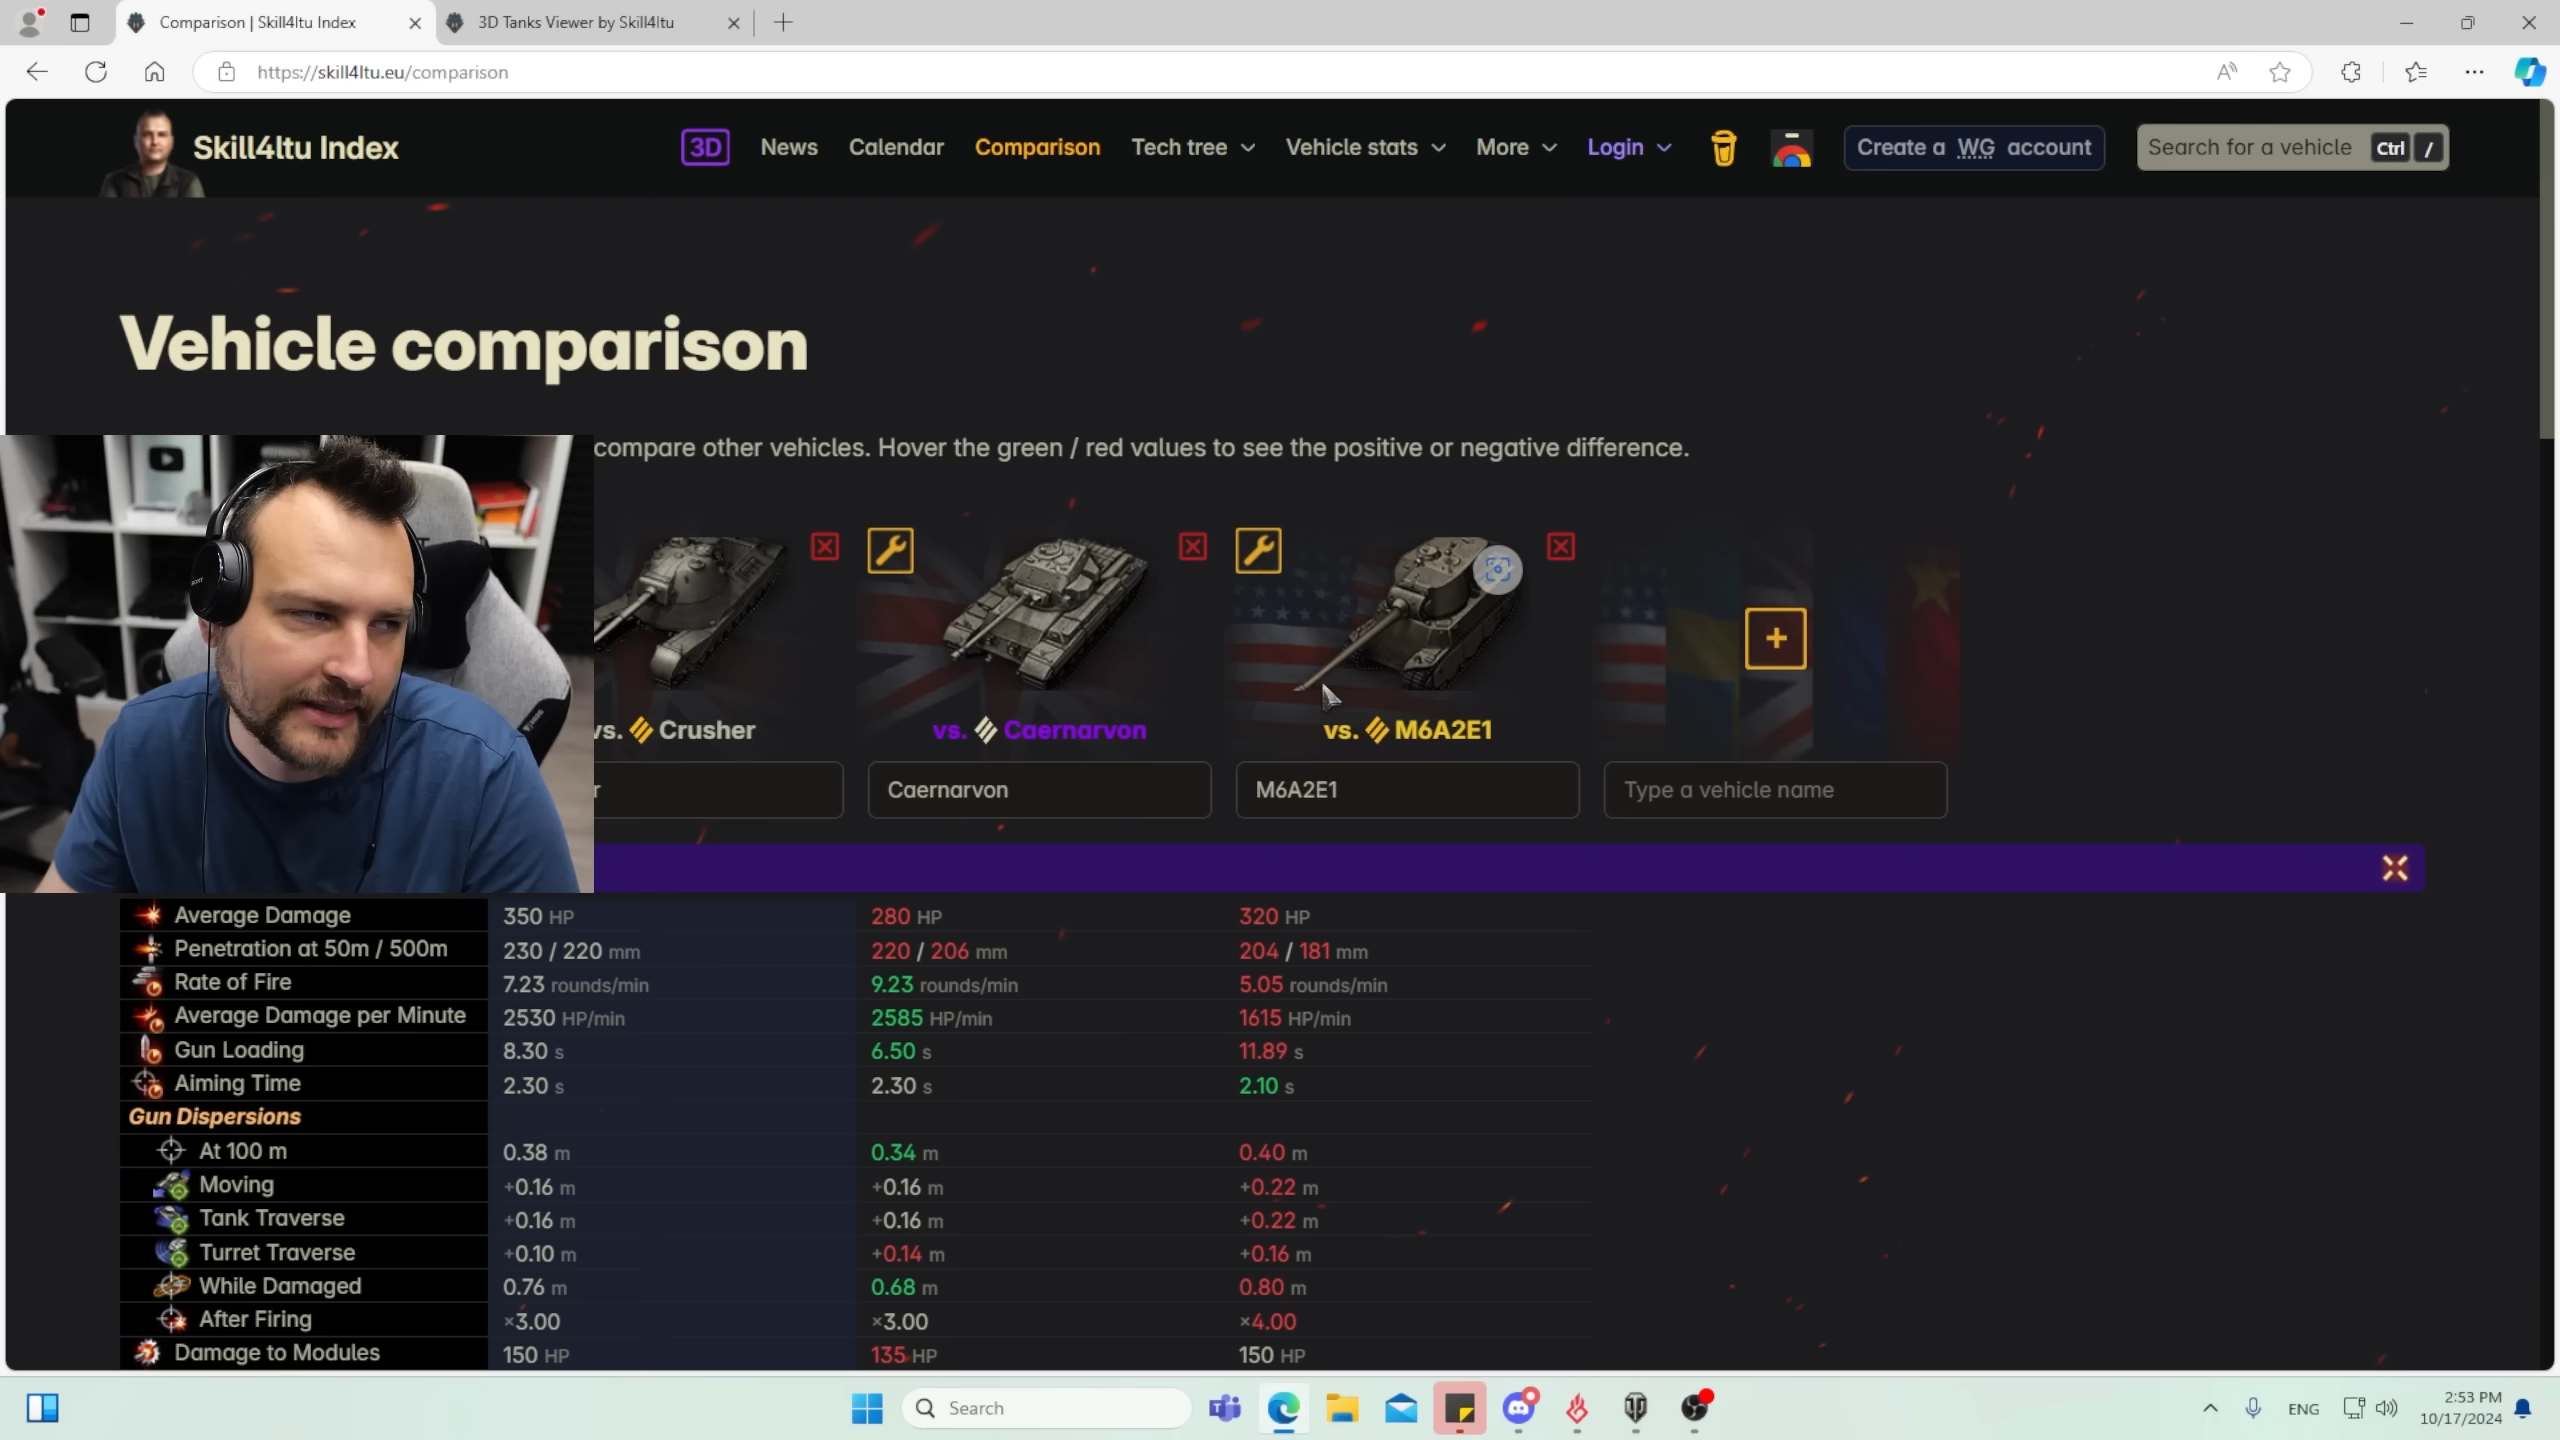 Comparison | Skill4ltu Index
3D Tanks Viewer by Skill4ltu
https://skill4ltu.eu/comparison
Skill4ltu Index
3D News Calendar Comparison Tech tree Vehicle stats More Login Create a WG account Search for a vehicle Ctrl /
Vehicle comparison
compare other vehicles. Hover the green / red values to see the positive or negative difference.
vs. Crusher vs. Caernarvon vs. M6A2E1
r Caernarvon M6A2E1 Type a vehicle name
Average Damage 350 HP 280 HP 320 HP
Penetration at 50m / 500m 230 / 220 mm 220 / 206 mm 204 / 181 mm
Rate of Fire 7.23 rounds/min 9.23 rounds/min 5.05 rounds/min
Average Damage per Minute 2530 HP/min 2585 HP/min 1615 HP/min
Gun Loading 8.30 s 6.50 s 11.89 s
Aiming Time 2.30 s 2.30 s 2.10 s
Gun Dispersions
At 100 m 0.38 m 0.34 m 0.40 m
Moving +0.16 m +0.16 m +0.22 m
Tank Traverse +0.16 m +0.16 m +0.22 m
Turret Traverse +0.10 m +0.14 m +0.16 m
While Damaged 0.76 m 0.68 m 0.80 m
After Firing ×3.00 ×3.00 ×4.00
Damage to Modules 150 HP 135 HP 150 HP
Search
ENG
2:53 PM
10/17/2024